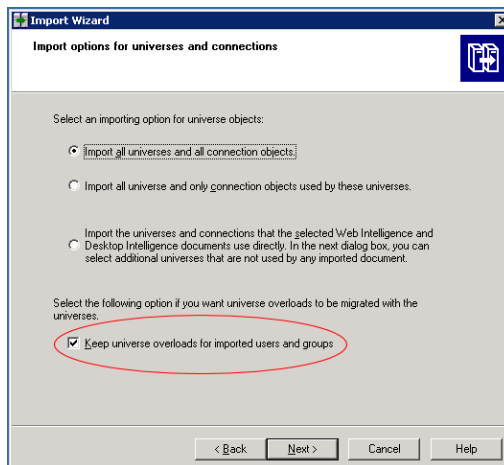 Import Wizard
Import options for universes and connections
Select an importing option for universe objects:
Import all universes and all connection objects.
Import all universe and only connection objects used by these universes.
Import the universes and connections that the selected Web Intelligence and
Desktop Intelligence documents use directly. In the next dialog box, you can
select additional universes that are not used by any imported document.
Select the following option if you want universe overloads to be migrated with the
universes.
Keep universe overloads for imported users and groups
< Back Next > Cancel Help